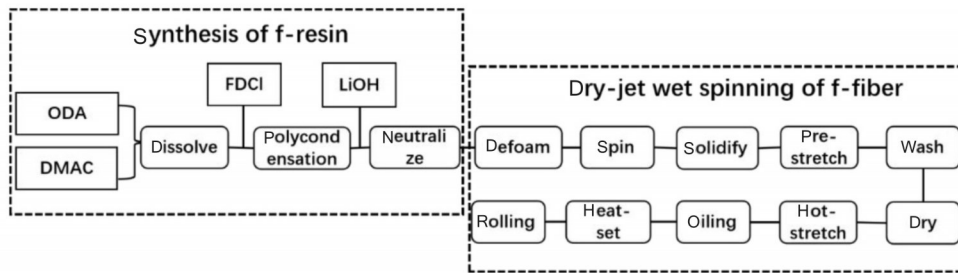 Synthesis of f-resin
FDCl
LiOH
ODA
DMAC
Dissolve
Polycond
ensation
Neutrali
ze
Dry-jet wet spinning of f-fiber
Defoam
Spin
Solidify
Pre-
stretch
Wash
Rolling
Heat-
set
Oiling
Hot-
stretch
Dry